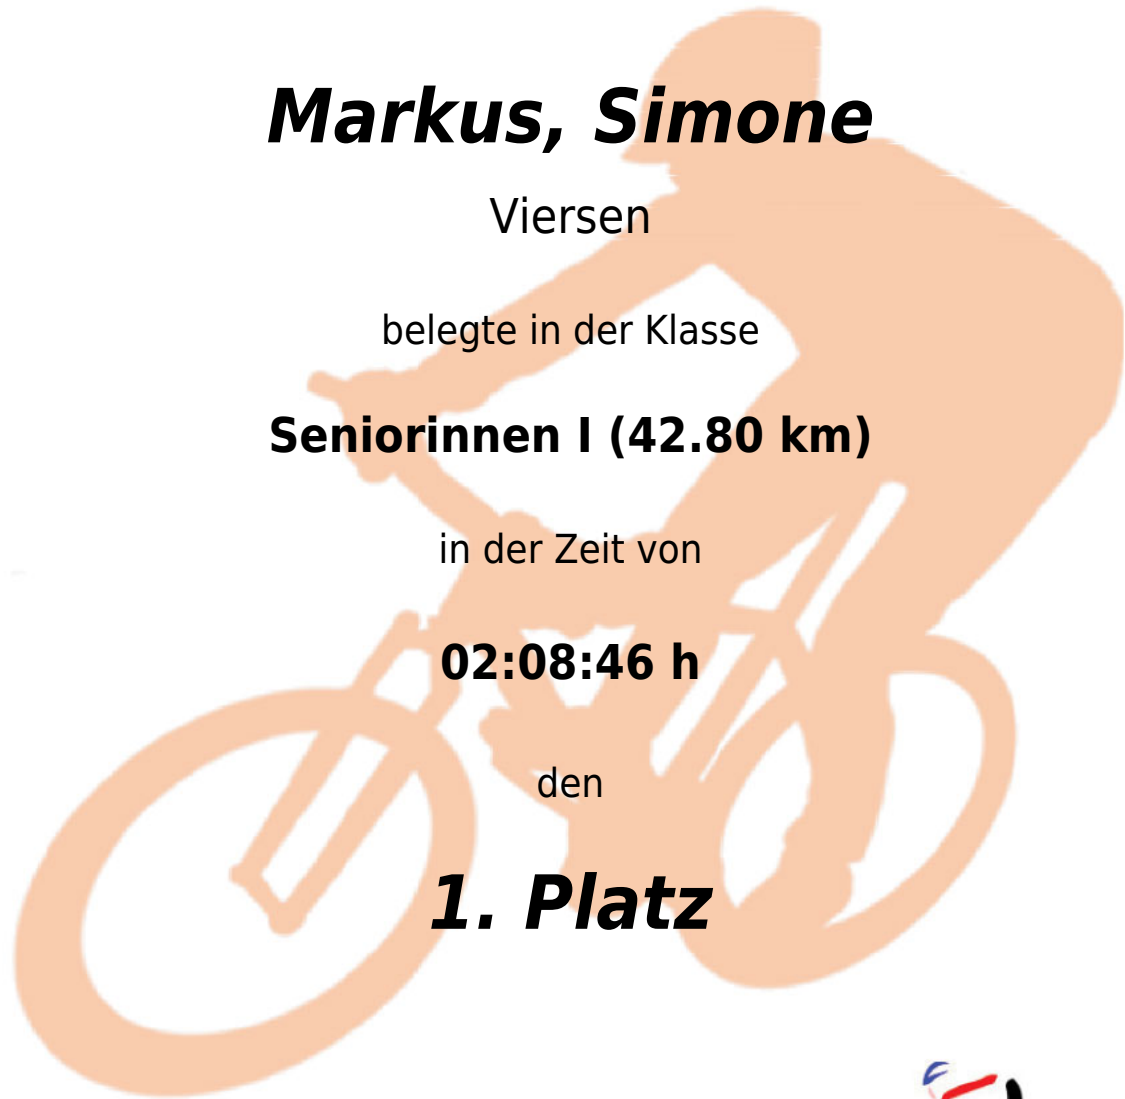 Markus, Simone
Viersen
belegte in der Klasse
Seniorinnen I (42.80 km)
in der Zeit von
02:08:46 h
den
1. Platz